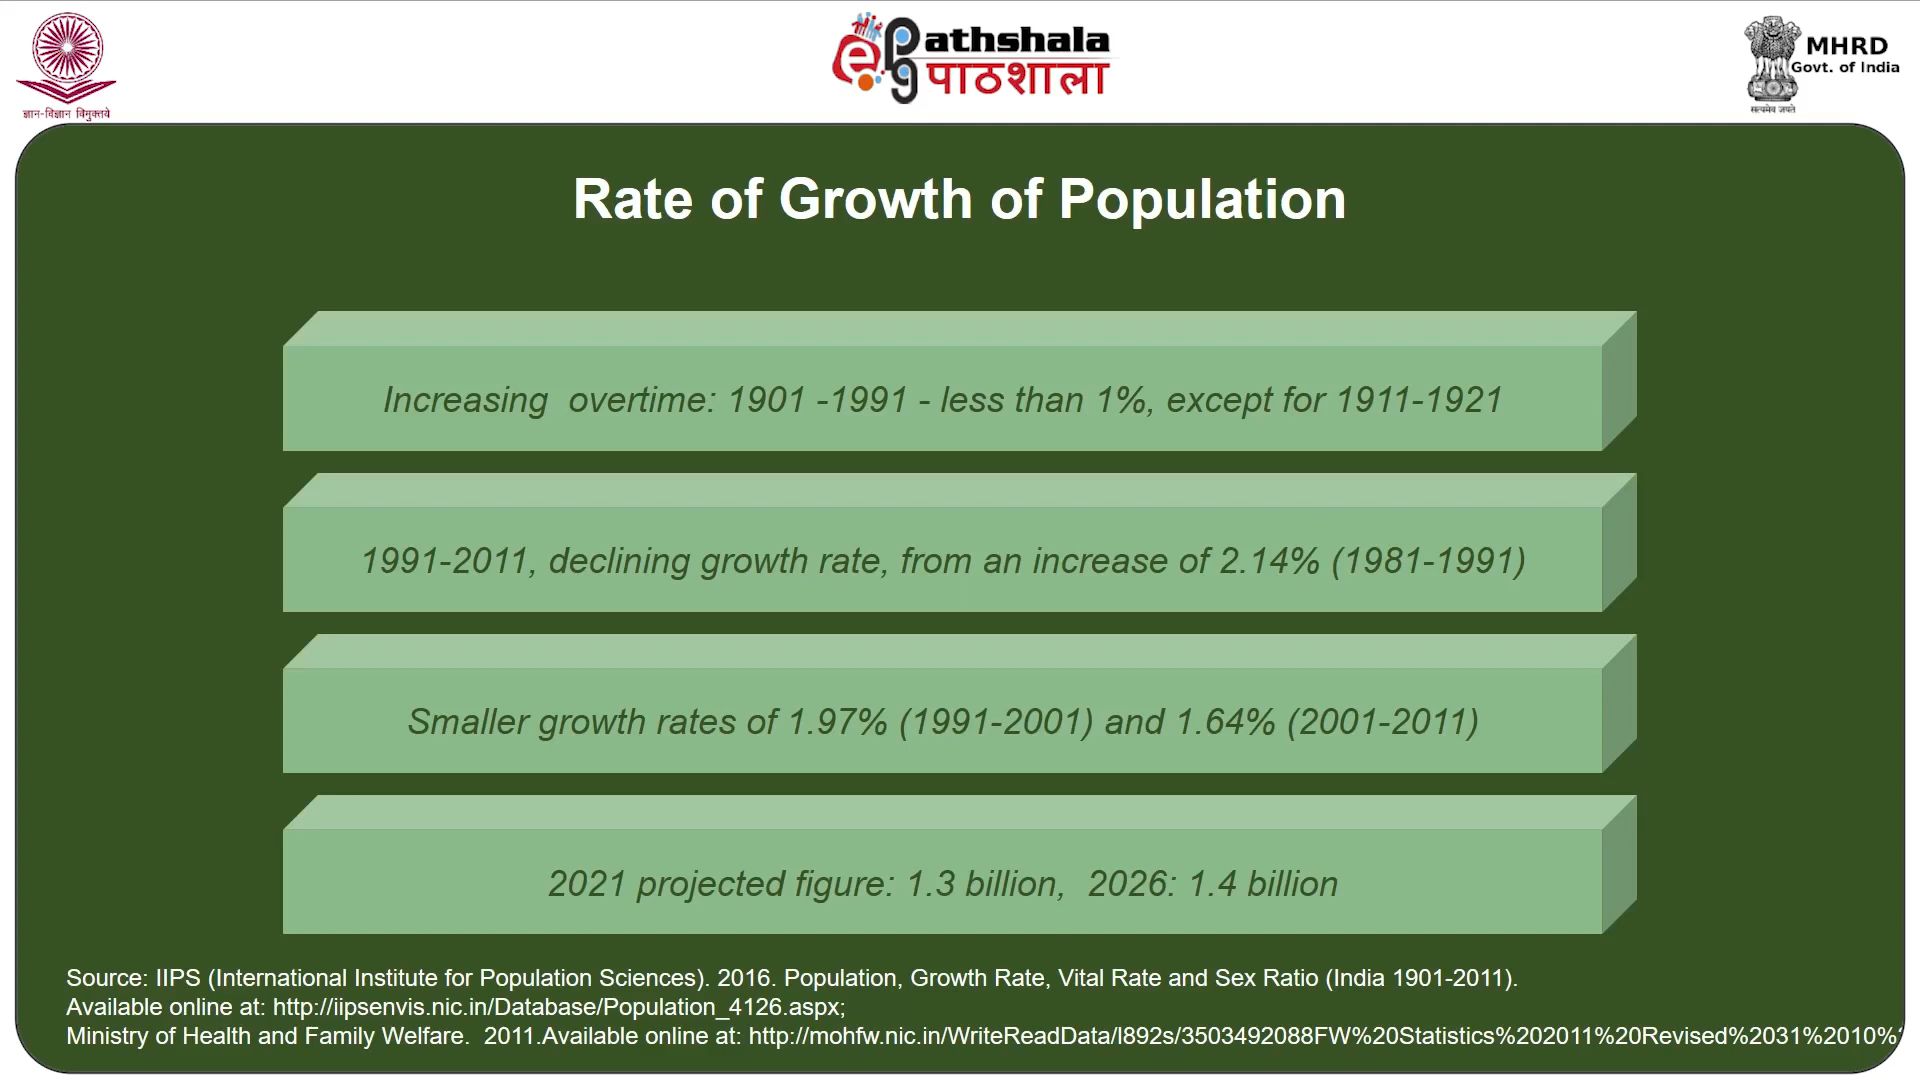 ज्ञान-विज्ञान विमुक्तये
e PG athshala
पाठशाला
MHRD
Govt. of India
सत्यमेव जयते
Rate of Growth of Population
Increasing overtime: 1901 -1991 - less than 1%, except for 1911-1921
1991-2011, declining growth rate, from an increase of 2.14% (1981-1991)
Smaller growth rates of 1.97% (1991-2001) and 1.64% (2001-2011)
2021 projected figure: 1.3 billion, 2026: 1.4 billion
Source: IIPS (International Institute for Population Sciences). 2016. Population, Growth Rate, Vital Rate and Sex Ratio (India 1901-2011).
Available online at: http://iipsenvis.nic.in/Database/Population_4126.aspx;
Ministry of Health and Family Welfare. 2011.Available online at: http://mohfw.nic.in/WriteReadData/l892s/3503492088FW%20Statistics%202011%20Revised%2031%2010%